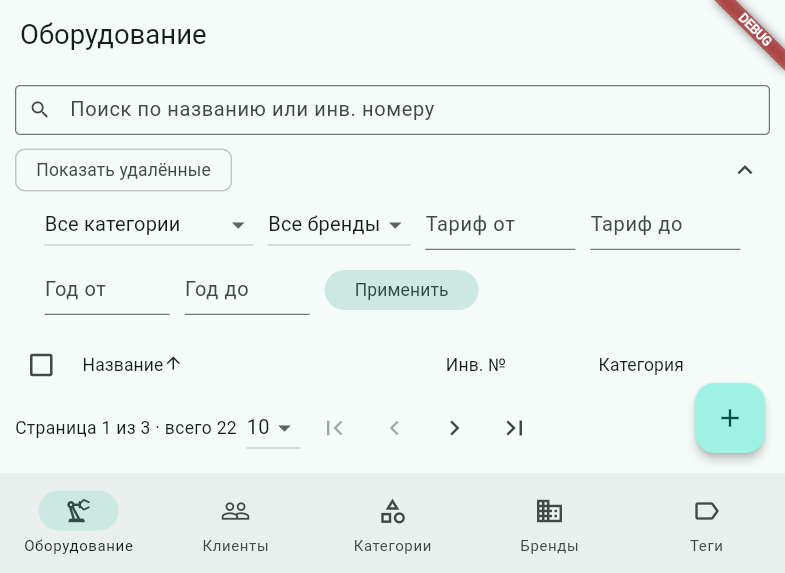 Оборудование
DEBUG
Поиск по названию или инв. номеру
Показать удалённые
Все категории Все бренды Тариф от Тариф до
Год от Год до Применить
Название Инв. № Категория
Страница 1 из 3 · всего 22 10
Оборудование Клиенты Категории Бренды Теги